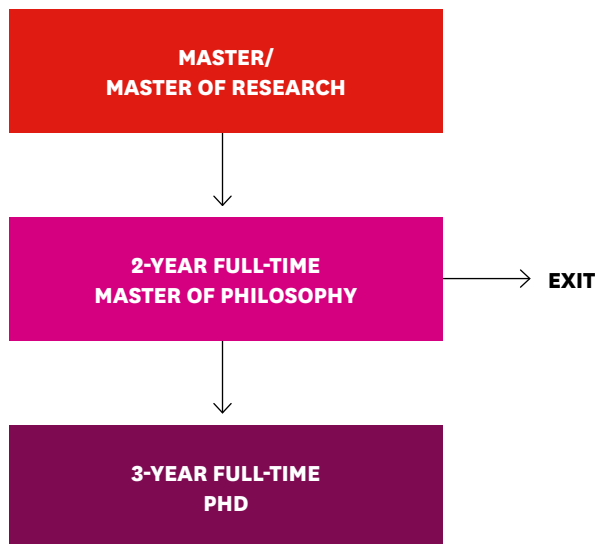 MASTER/
MASTER OF RESEARCH
2-YEAR FULL-TIME
MASTER OF PHILOSOPHY
EXIT
3-YEAR FULL-TIME
PHD